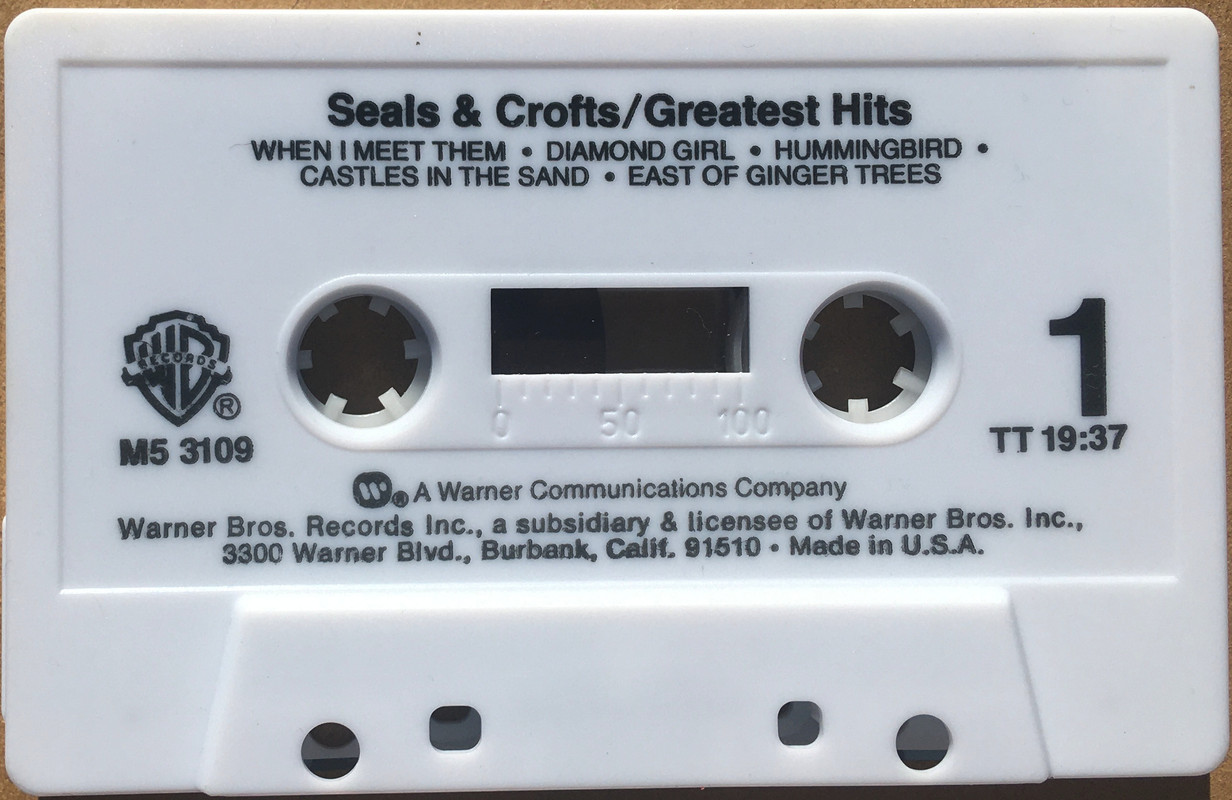 Seals & Crofts/Greatest Hits
WHEN I MEET THEM • DIAMOND GIRL • HUMMINGBIRD •
CASTLES IN THE SAND • EAST OF GINGER TREES
WB
RECORDS
®
M5 3109
0 50 100
1
TT 19:37
W® A Warner Communications Company
Warner Bros. Records Inc., a subsidiary & licensee of Warner Bros. Inc.,
3300 Warner Blvd., Burbank, Calif. 91510 • Made in U.S.A.